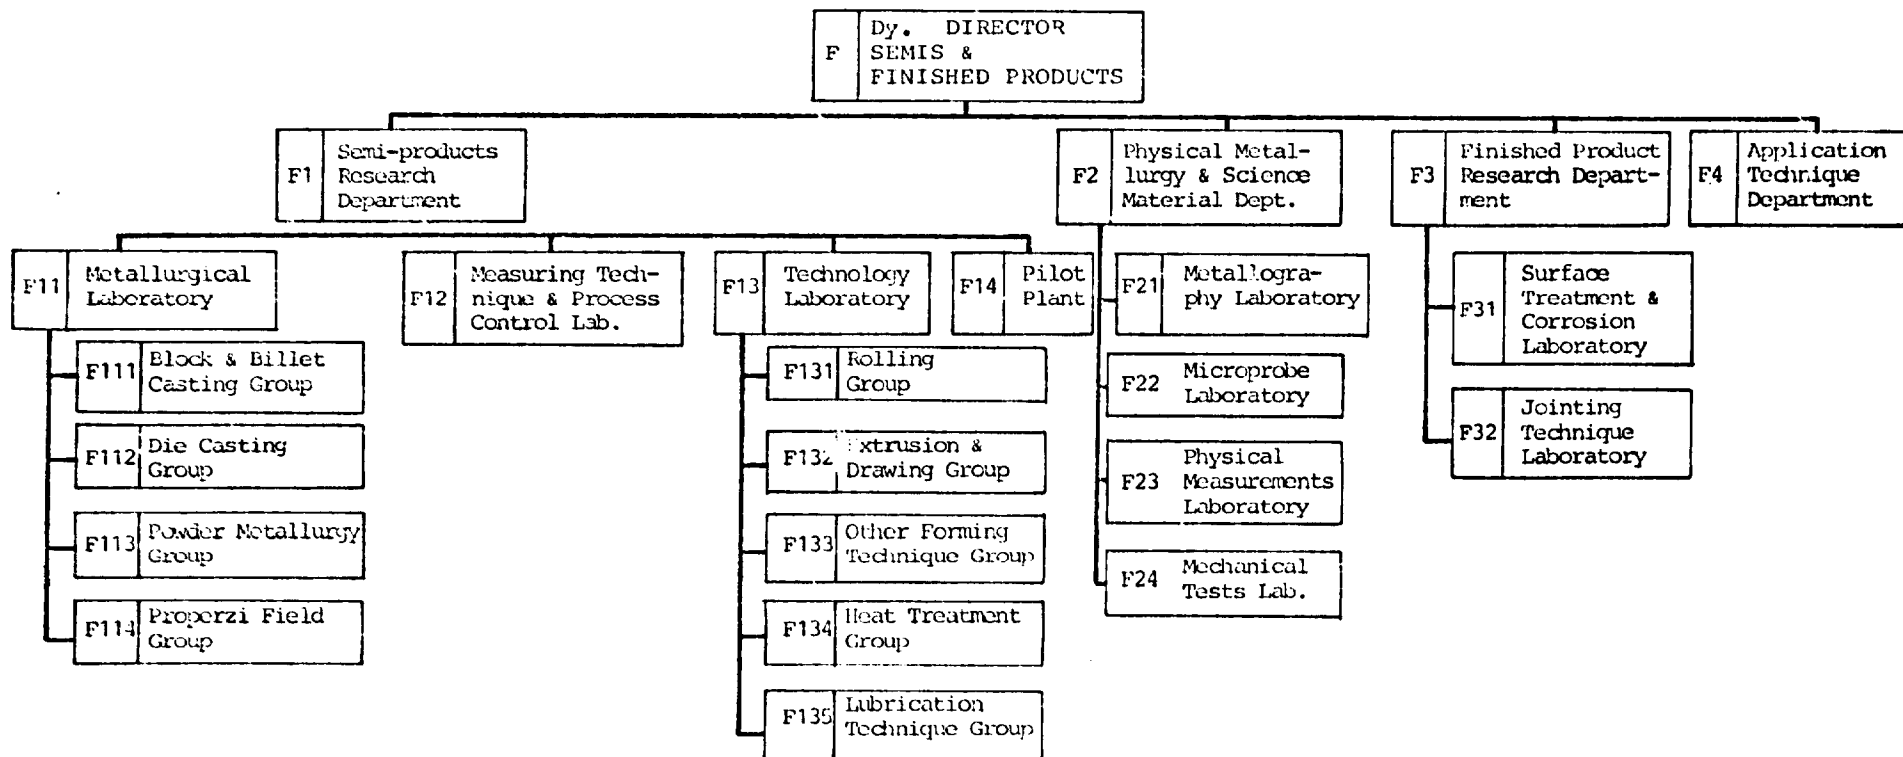 F
Dy. DIRECTOR
SEMIS &
FINISHED PRODUCTS
F1
Semi-products
Research
Department
F2
Physical Metal-
lurgy & Science
Material Dept.
F3
Finished Product
Research Depart-
ment
F4
Application
Technique
Department
F11
Metallurgical
Laboratory
F12
Measuring Tech-
nique & Process
Control Lab.
F13
Technology
Laboratory
F14
Pilot
Plant
F111
Block & Billet
Casting Group
F112
Die Casting
Group
F113
Powder Metallurgy
Group
F114
Properzi Field
Group
F131
Rolling
Group
F132
Extrusion &
Drawing Group
F133
Other Forming
Technique Group
F134
Heat Treatment
Group
F135
Lubrication
Technique Group
F21
Metallogra-
phy Laboratory
F22
Microprobe
Laboratory
F23
Physical
Measurements
Laboratory
F24
Mechanical
Tests Lab.
F31
Surface
Treatment &
Corrosion
Laboratory
F32
Jointing
Technique
Laboratory